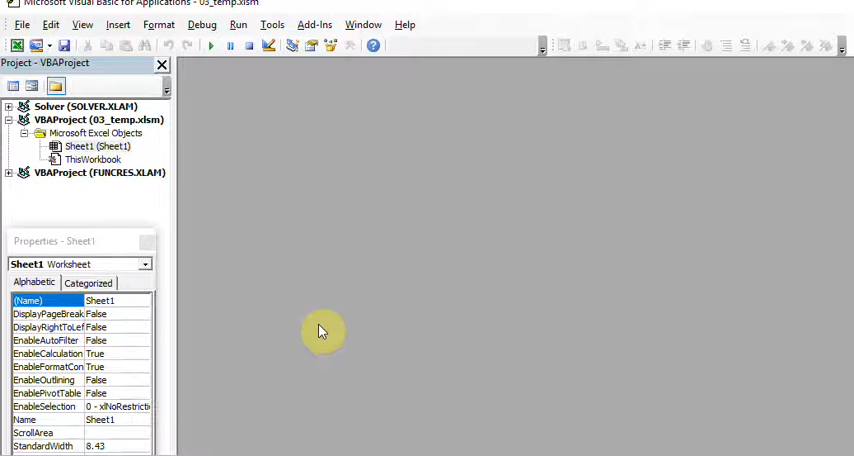 Microsoft Visual Basic for Applications - 03_temp.xlsm
File Edit View Insert Format Debug Run Tools Add-Ins Window Help
Project - VBAProject
Solver (SOLVER.XLAM)
VBAProject (03_temp.xlsm)
Microsoft Excel Objects
Sheet1 (Sheet1)
ThisWorkbook
VBAProject (FUNCRES.XLAM)
Properties - Sheet1
Sheet1 Worksheet
Alphabetic Categorized
(Name) Sheet1
DisplayPageBreak False
DisplayRightToLef False
EnableAutoFilter False
EnableCalculation True
EnableFormatCon True
EnableOutlining False
EnablePivotTable False
EnableSelection 0 - xlNoRestricti
Name Sheet1
ScrollArea
StandardWidth 8.43